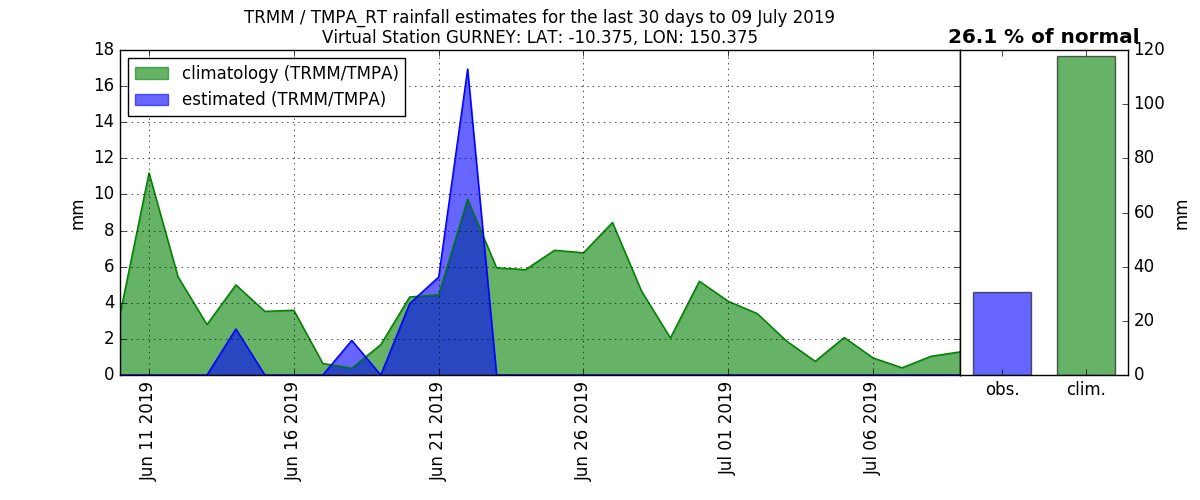 TRMM / TMPA_RT rainfall estimates for the last 30 days to 09 July 2019
Virtual Station GURNEY: LAT: -10.375, LON: 150.375
26.1 % of normal
climatology (TRMM/TMPA)
estimated (TRMM/TMPA)
mm
18
16
14
12
10
8
6
4
2
0
Jun 11 2019
Jun 16 2019
Jun 21 2019
Jun 26 2019
Jul 01 2019
Jul 06 2019
120
100
80
60
40
20
0
mm
obs.
clim.